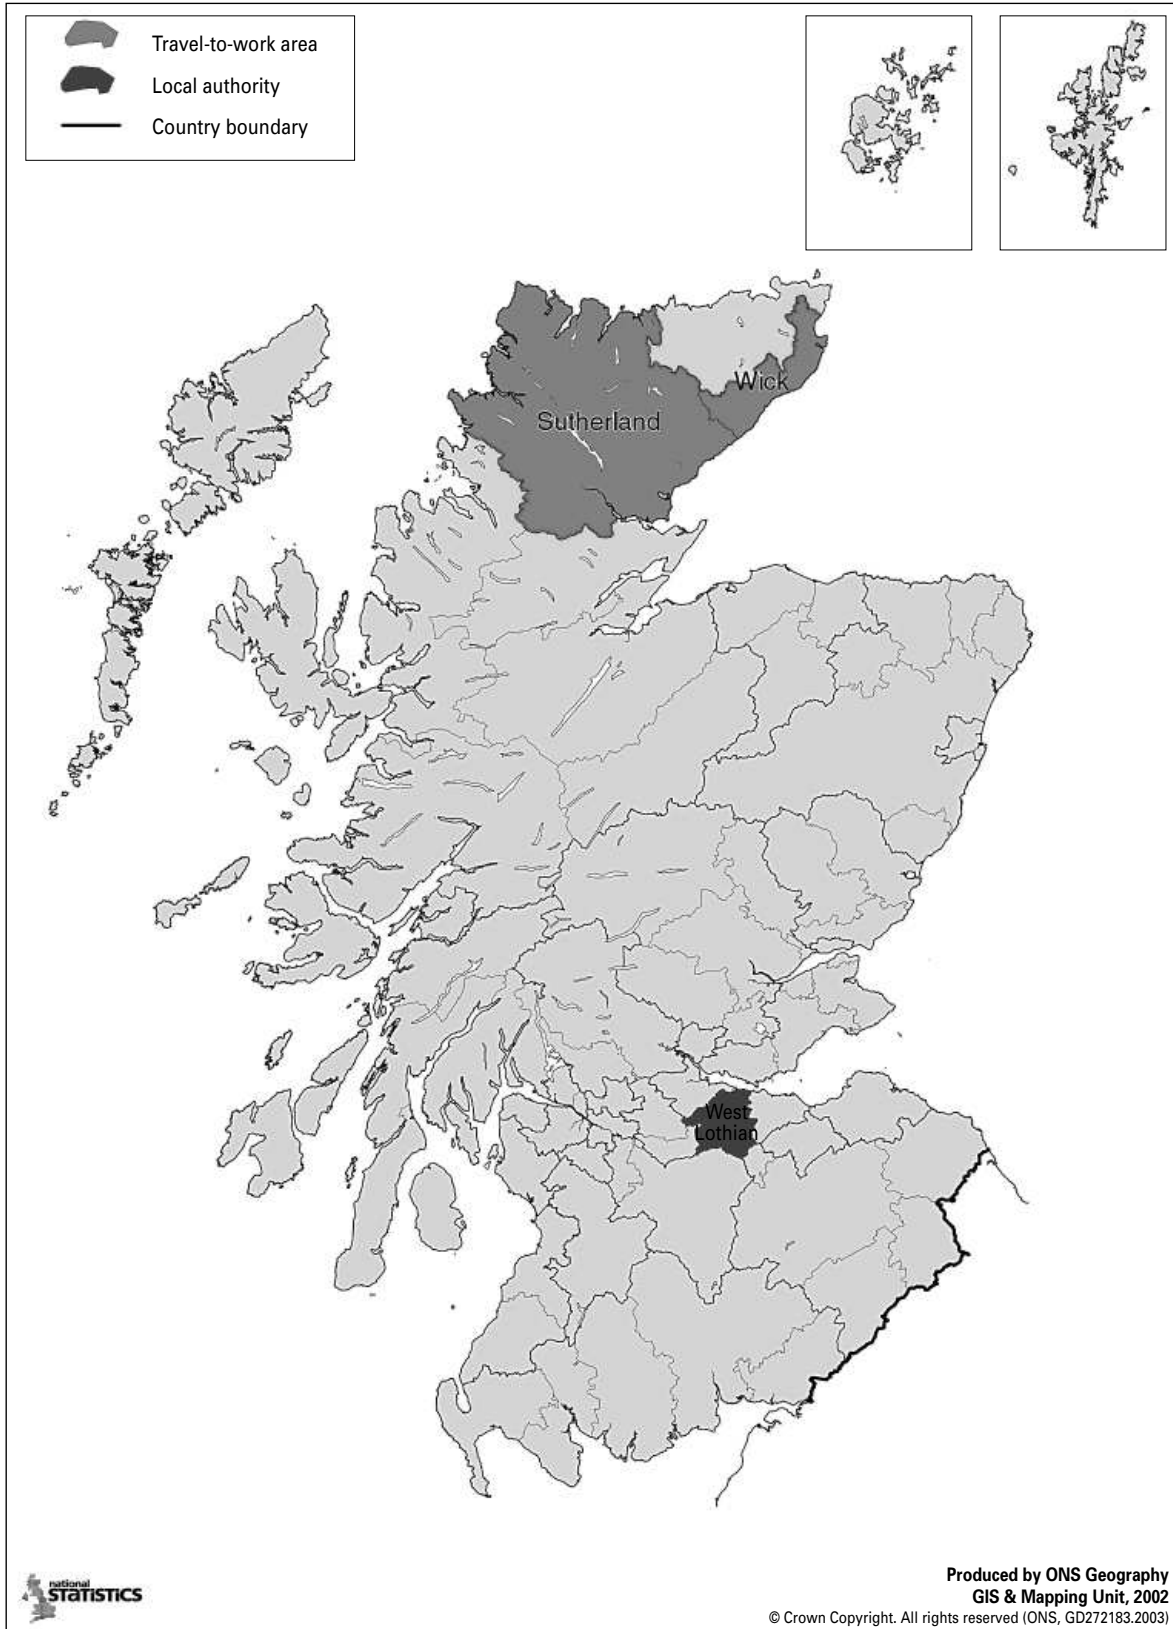 Travel-to-work area
Local authority
Country boundary
Wick
Sutherland
West
Lothian
national
STATISTICS
Produced by ONS Geography
GIS & Mapping Unit, 2002
© Crown Copyright. All rights reserved (ONS, GD272183.2003)